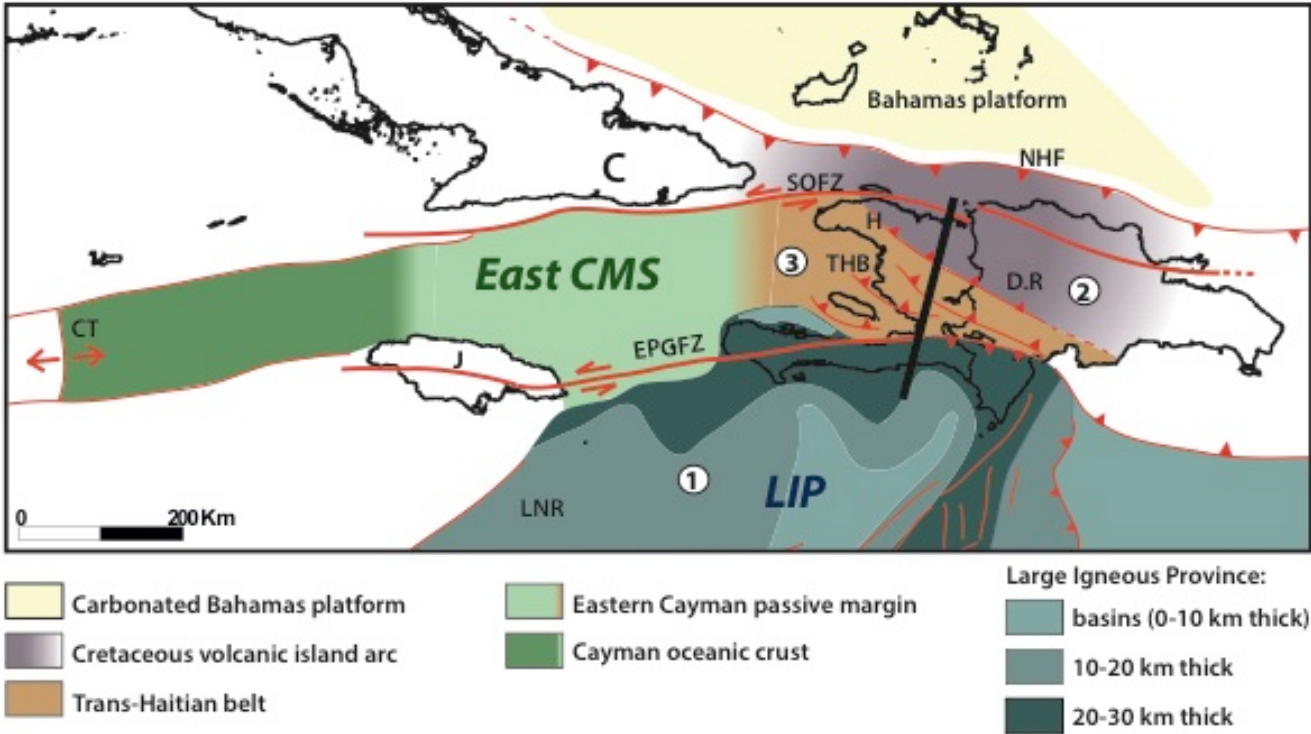 Bahamas platform
NHF
C
SOFZ
H
East CMS
3
THB
D.R
2
CT
EPGFZ
J
1
LIP
LNR
0 200 Km
Carbonated Bahamas platform
Cretaceous volcanic island arc
Trans-Haitian belt
Eastern Cayman passive margin
Cayman oceanic crust
Large Igneous Province:
basins (0-10 km thick)
10-20 km thick
20-30 km thick